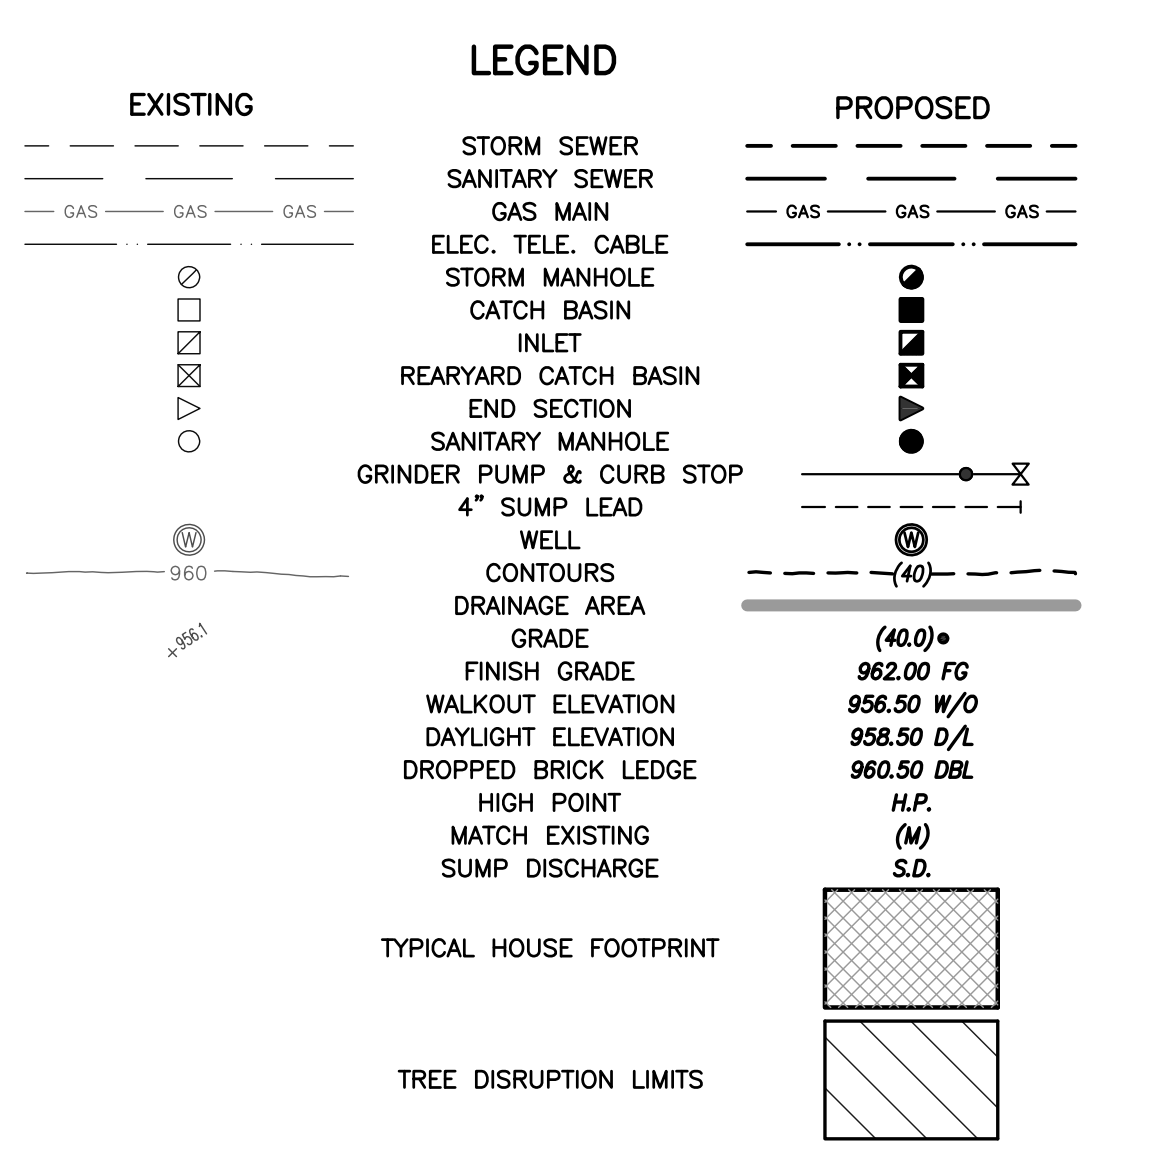 LEGEND
EXISTING PROPOSED
STORM SEWER
SANITARY SEWER
GAS GAS GAS GAS MAIN GAS GAS GAS
ELEC. TELE. CABLE
STORM MANHOLE
CATCH BASIN
INLET
REARYARD CATCH BASIN
END SECTION
SANITARY MANHOLE
GRINDER PUMP & CURB STOP
4” SUMP LEAD
W WELL W
960 CONTOURS (40)
DRAINAGE AREA
+956.1 GRADE (40.0)
FINISH GRADE 962.00 FG
WALKOUT ELEVATION 956.50 W/O
DAYLIGHT ELEVATION 958.50 D/L
DROPPED BRICK LEDGE 960.50 DBL
HIGH POINT H.P.
MATCH EXISTING (M)
SUMP DISCHARGE S.D.
TYPICAL HOUSE FOOTPRINT
TREE DISRUPTION LIMITS